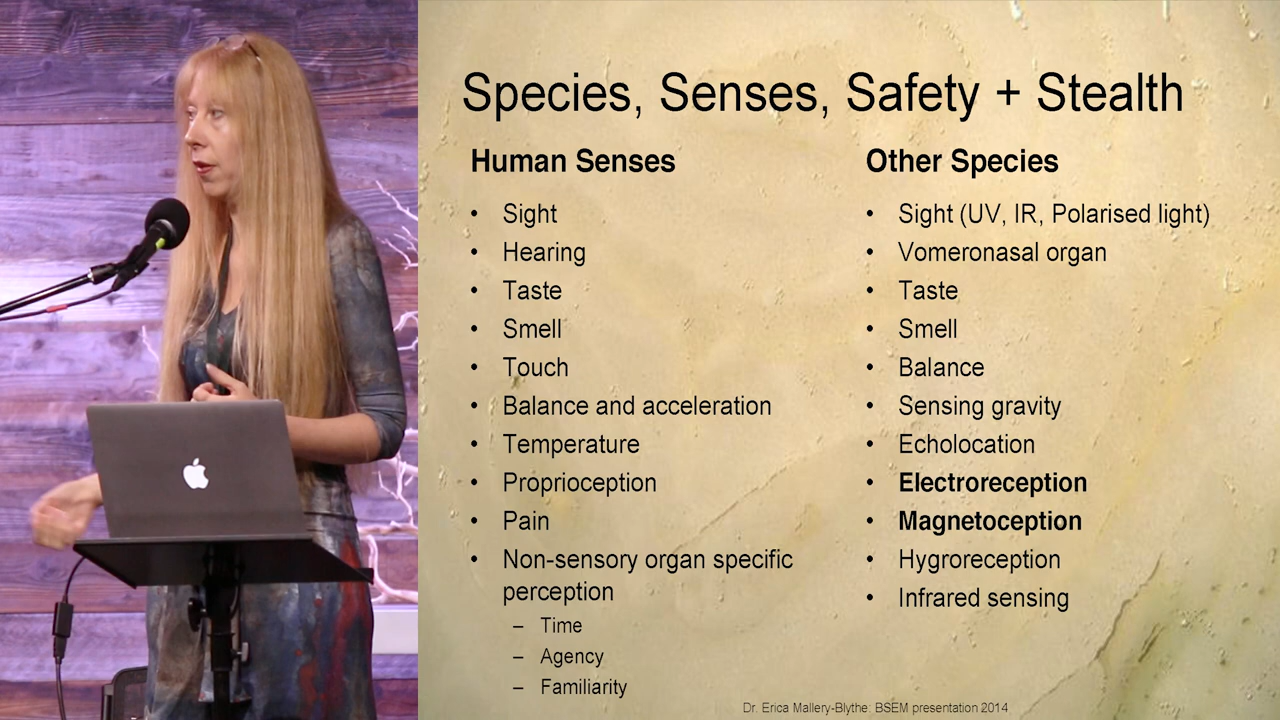 Species, Senses, Safety + Stealth
Human Senses
• Sight
• Hearing
• Taste
• Smell
• Touch
• Balance and acceleration
• Temperature
• Proprioception
• Pain
• Non-sensory organ specific
perception
– Time
– Agency
– Familiarity
Other Species
• Sight (UV, IR, Polarised light)
• Vomeronasal organ
• Taste
• Smell
• Balance
• Sensing gravity
• Echolocation
• Electroreception
• Magnetoception
• Hygroreception
• Infrared sensing
Dr. Erica Mallery-Blythe: BSEM presentation 2014